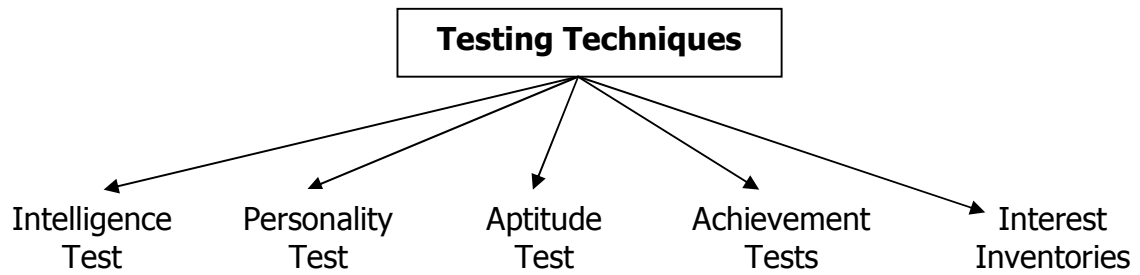 Testing Techniques
Intelligence
Test
Personality
Test
Aptitude
Test
Achievement
Tests
Interest
Inventories